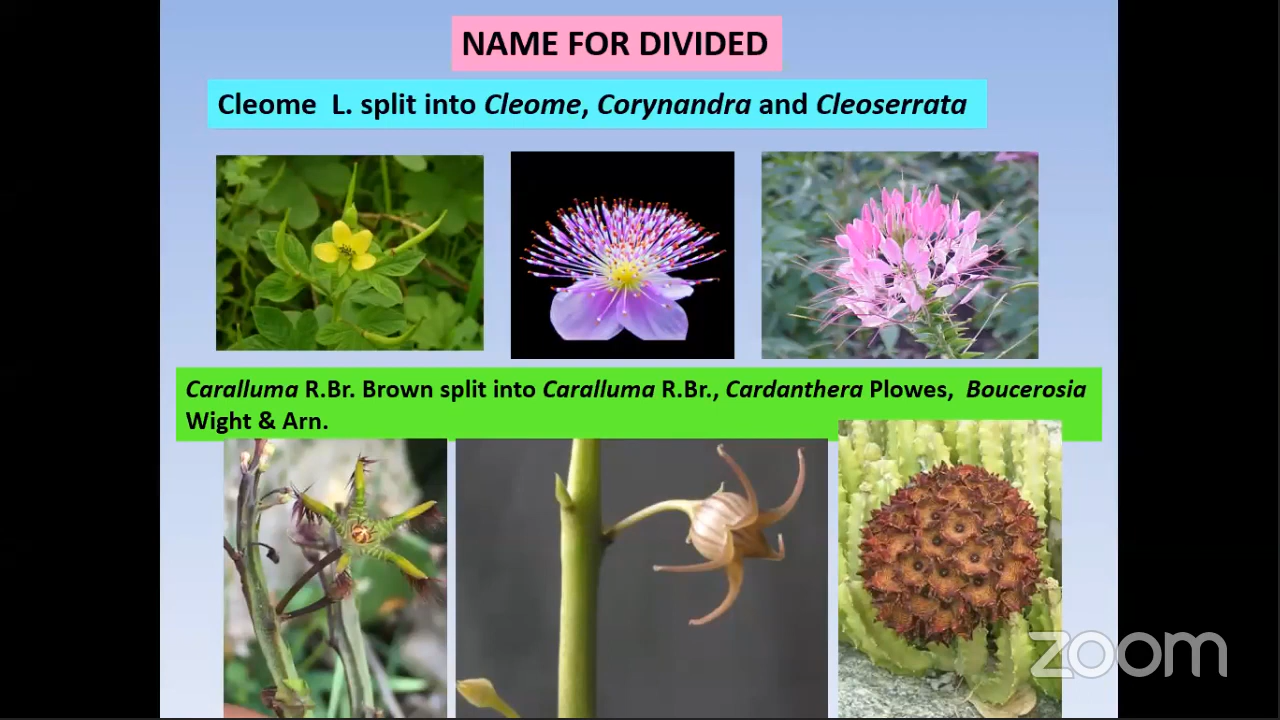 NAME FOR DIVIDED
Cleome L. split into Cleome, Corynandra and Cleoserrata
Caralluma R.Br. Brown split into Caralluma R.Br., Cardanthera Plowes, Boucerosia
Wight & Arn.
zoom